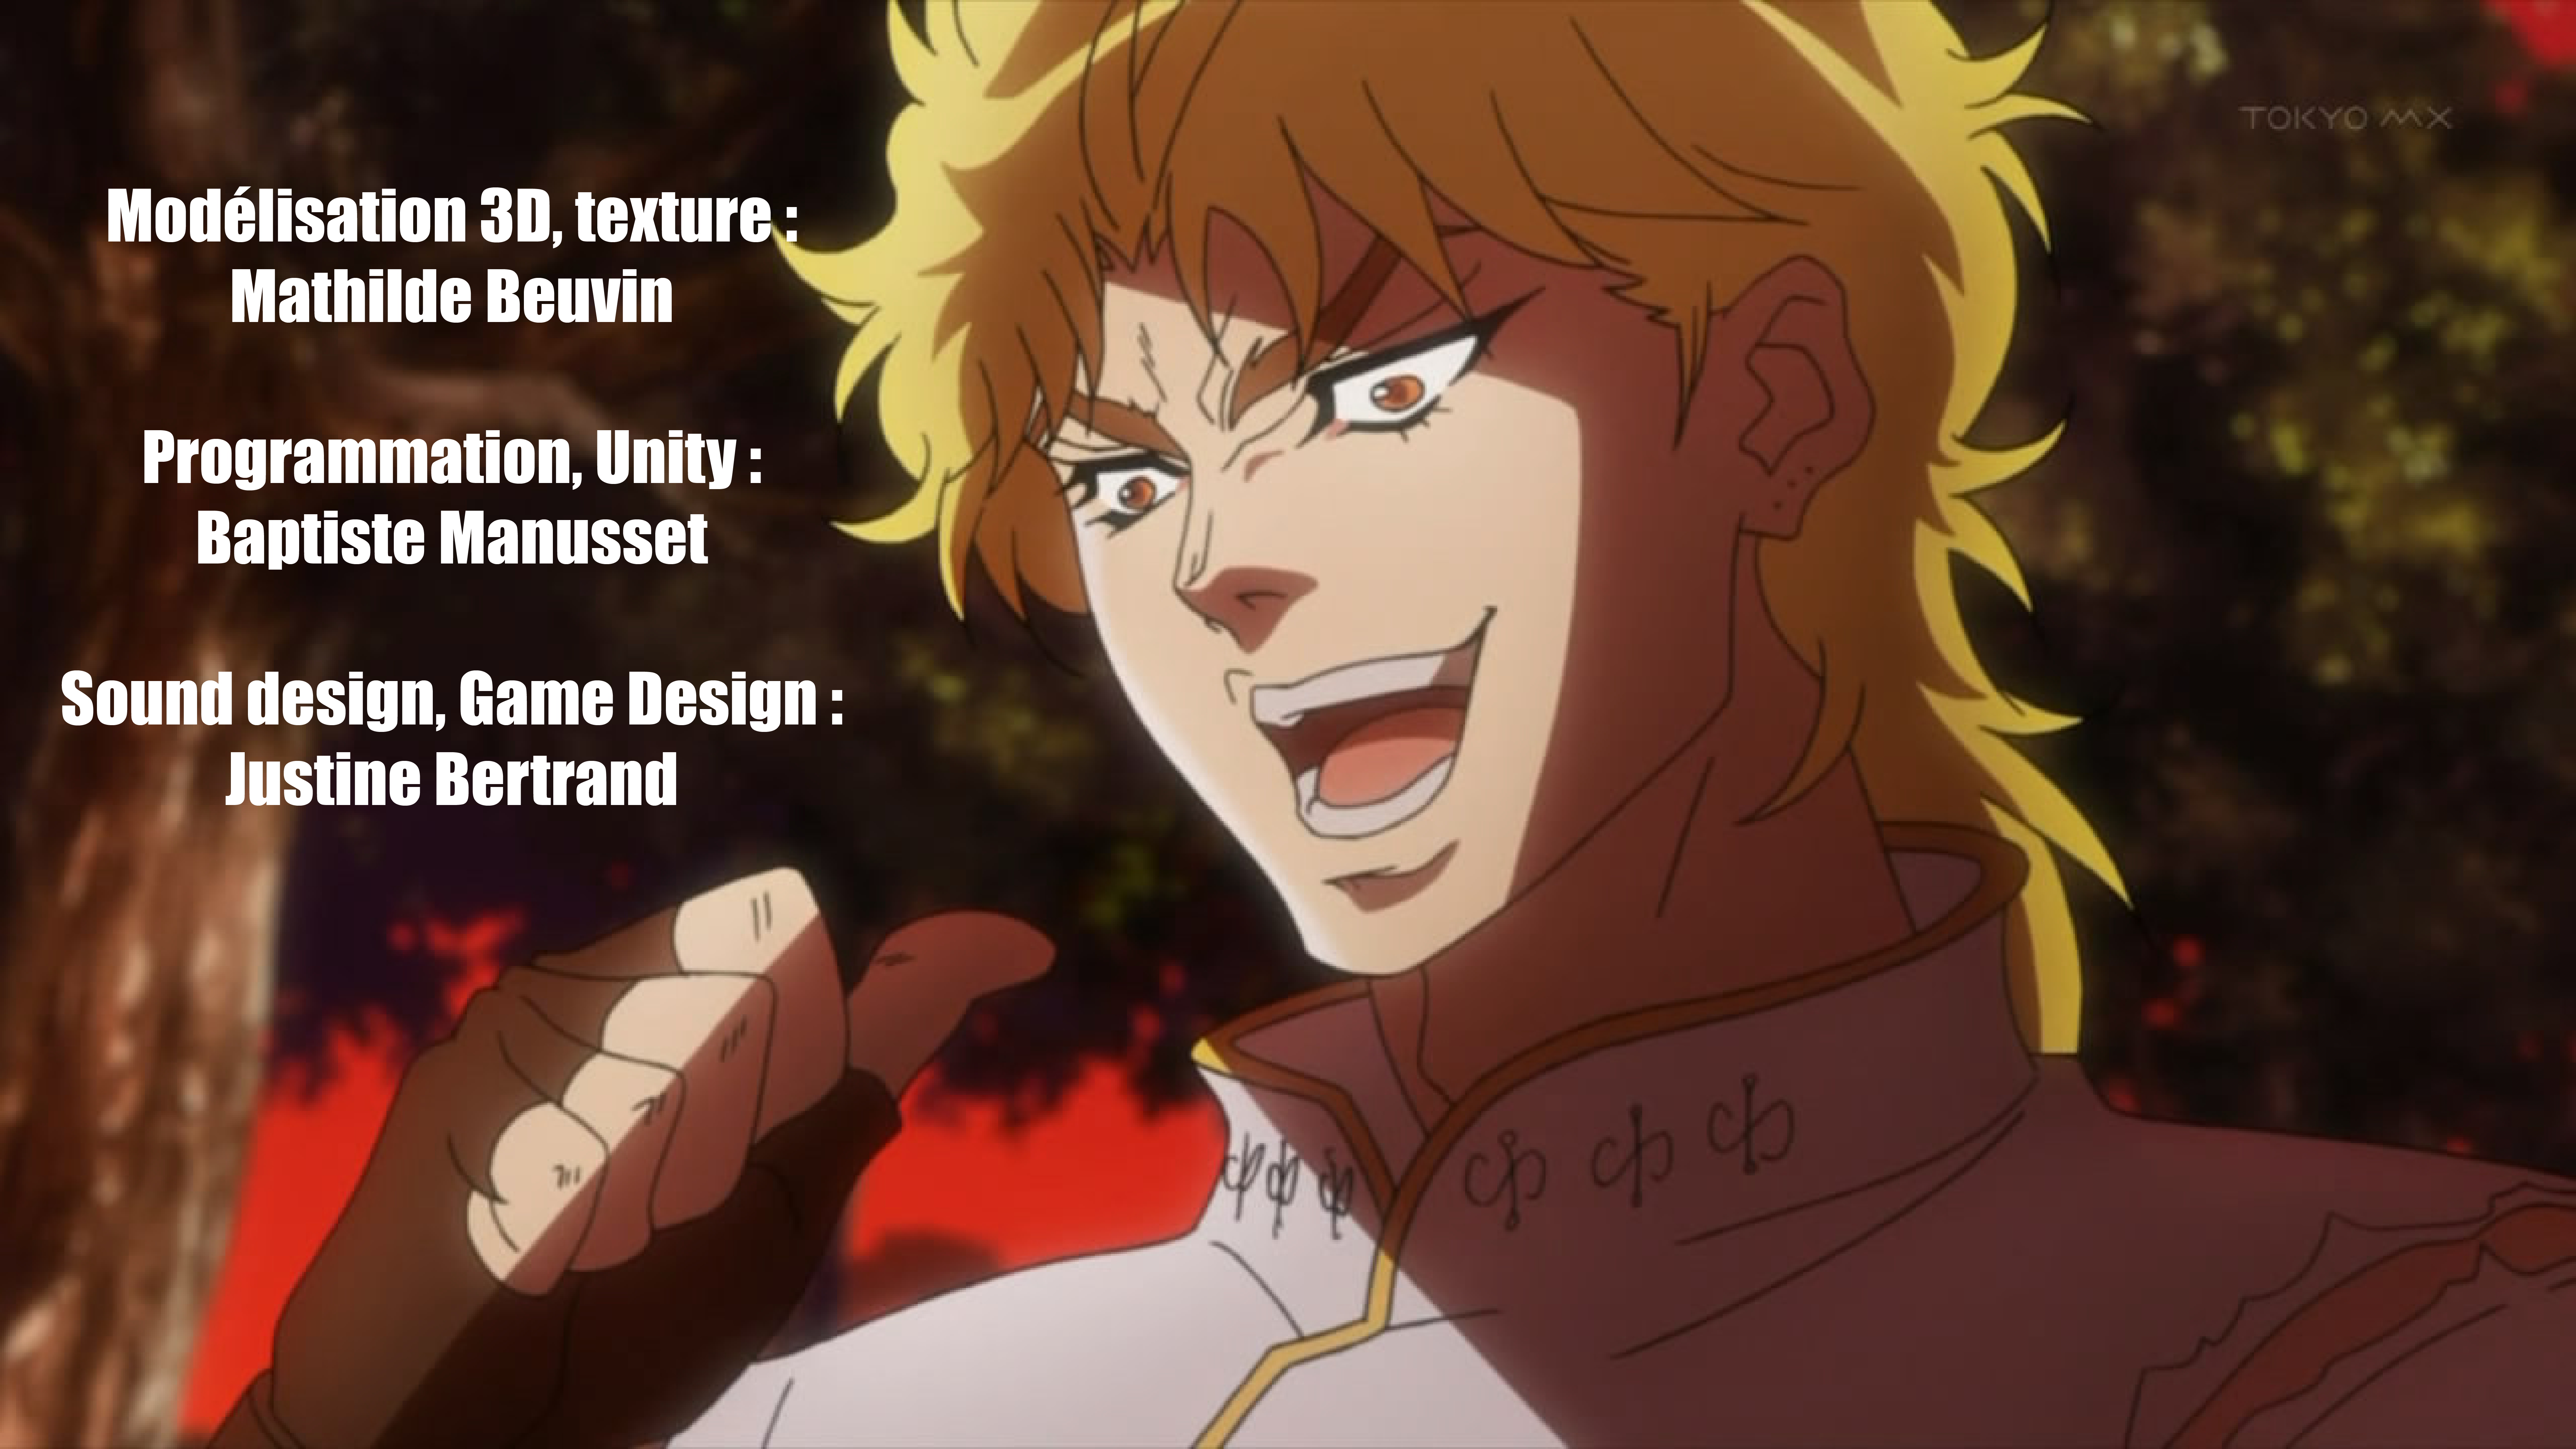 TOKYO MX
Modélisation 3D, texture :
Mathilde Beuvin
Programmation, Unity :
Baptiste Manusset
Sound design, Game Design :
Justine Bertrand